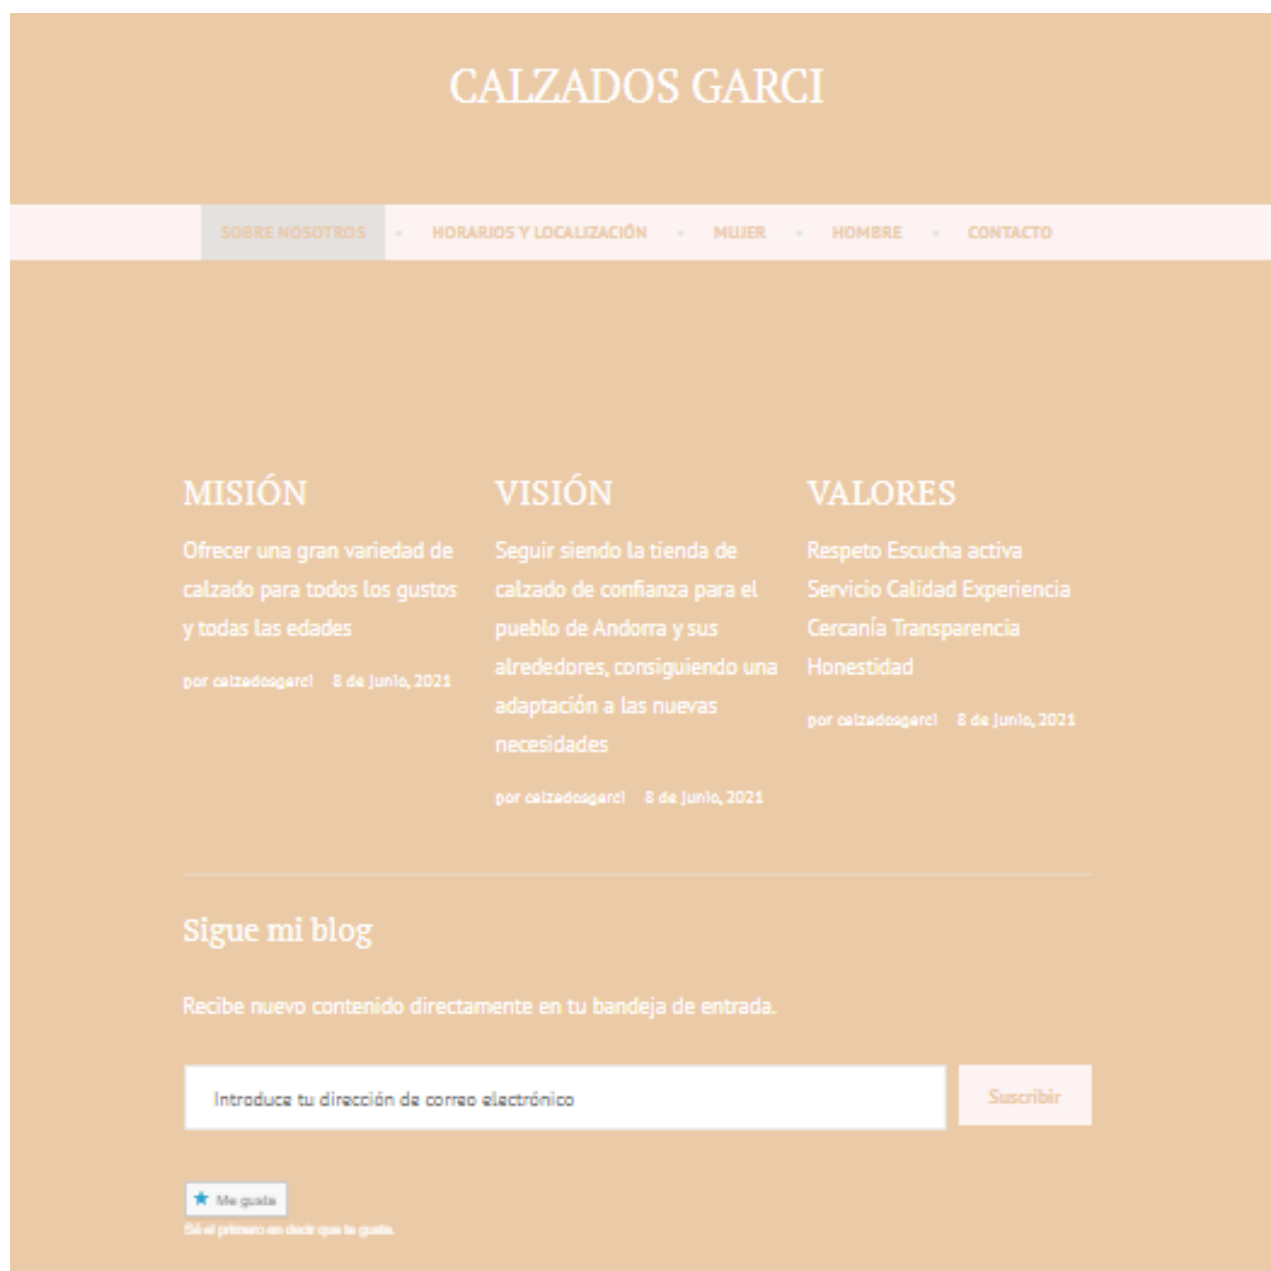 CALZADOS GARCI
SOBRE NOSOTROS - HORARIOS Y LOCALIZACIÓN - MUJER - HOMBRE - CONTACTO
MISIÓN
Ofrecer una gran variedad de
calzado para todos los gustos
y todas las edades
por calzadosgarci 8 de junio, 2021
VISIÓN
Seguir siendo la tienda de
calzado de confianza para el
pueblo de Andorra y sus
alrededores, consiguiendo una
adaptación a las nuevas
necesidades
por calzadosgarci 8 de junio, 2021
VALORES
Respeto Escucha activa
Servicio Calidad Experiencia
Cercanía Transparencia
Honestidad
por calzadosgarci 8 de junio, 2021
Sigue mi blog
Recibe nuevo contenido directamente en tu bandeja de entrada.
Introduce tu dirección de correo electrónico
Suscribir
Me gusta
Sé el primero en decir que te gusta.